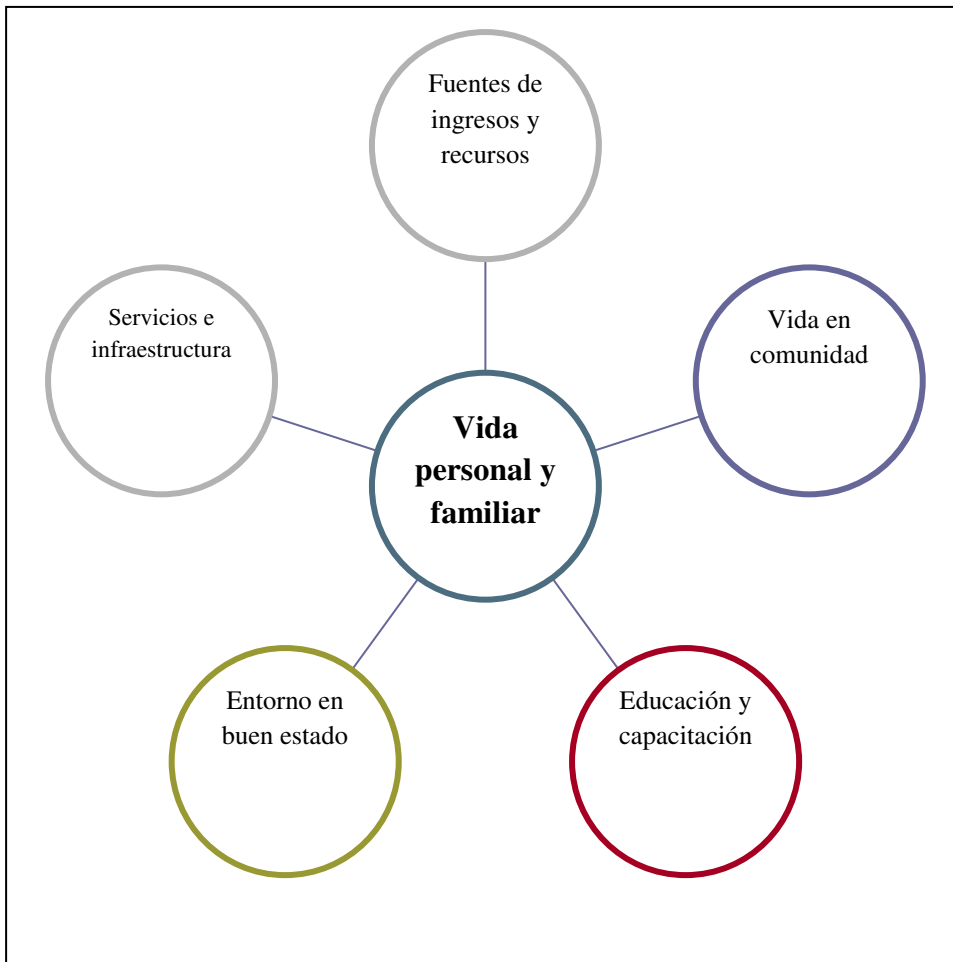 Fuentes de
ingresos y
recursos
Servicios e
infraestructura
Vida en
comunidad
Vida
personal y
familiar
Entorno en
buen estado
Educación y
capacitación